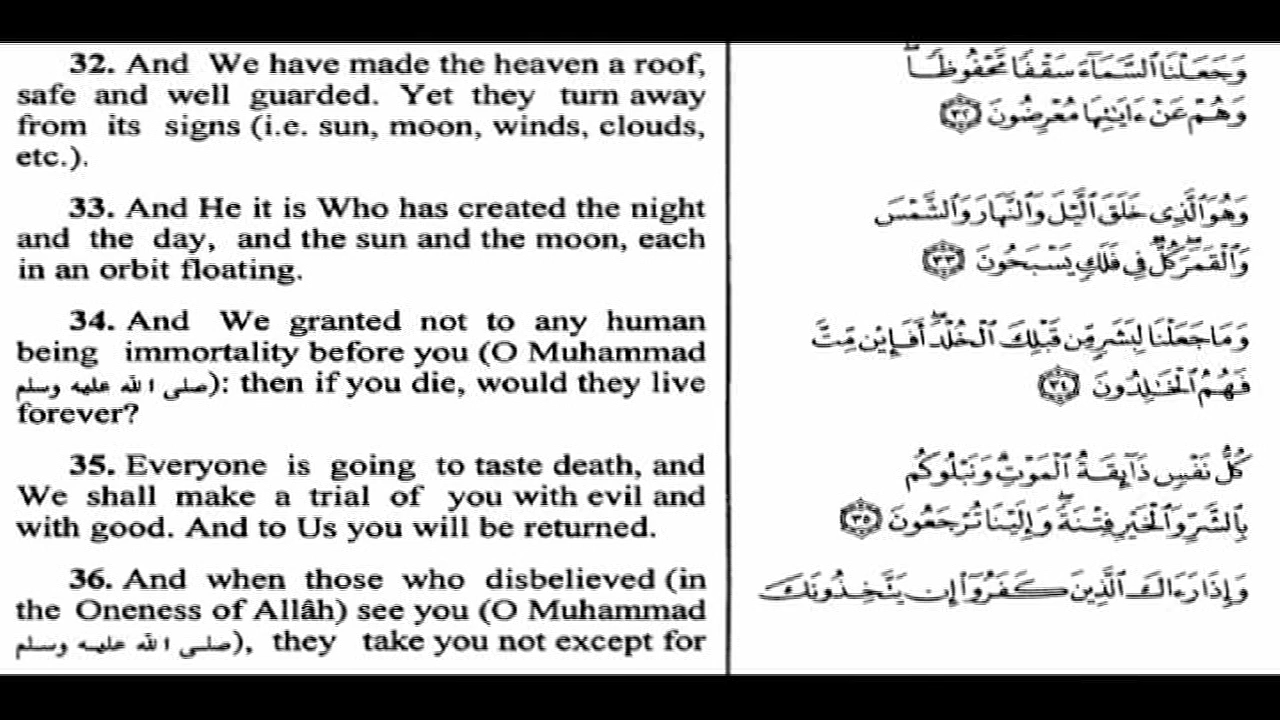 32. And We have made the heaven a roof,
safe and well guarded. Yet they turn away
from its signs (i.e. sun, moon, winds, clouds,
etc.).
33. And He it is Who has created the night
and the day, and the sun and the moon, each
in an orbit floating.
34. And We granted not to any human
being immortality before you (O Muhammad
صلى الله عليه وسلم): then if you die, would they live
forever?
35. Everyone is going to taste death, and
We shall make a trial of you with evil and
with good. And to Us you will be returned.
36. And when those who disbelieved (in
the Oneness of Allâh) see you (O Muhammad
صلى الله عليه وسلم), they take you not except for
وَجَعَلْنَا ٱلسَّمَآءَ سَقْفًا مَّحْفُوظًا ۖ
وَهُمْ عَنْ ءَايَٰتِهَا مُعْرِضُونَ ٣٢
وَهُوَ ٱلَّذِى خَلَقَ ٱلَّيْلَ وَٱلنَّهَارَ وَٱلشَّمْسَ
وَٱلْقَمَرَ ۖ كُلٌّ فِى فَلَكٍ يَسْبَحُونَ ٣٣
وَمَا جَعَلْنَا لِبَشَرٍ مِّن قَبْلِكَ ٱلْخُلْدَ ۖ أَفَإِي۟ن مِّتَّ
فَهُمُ ٱلْخَٰلِدُونَ ٣٤
كُلُّ نَفْسٍ ذَآئِقَةُ ٱلْمَوْتِ ۗ وَنَبْلُوكُم
بِٱلشَّرِّ وَٱلْخَيْرِ فِتْنَةً ۖ وَإِلَيْنَا تُرْجَعُونَ ٣٥
وَإِذَا رَءَاكَ ٱلَّذِينَ كَفَرُوٓا۟ إِن يَتَّخِذُونَكَ